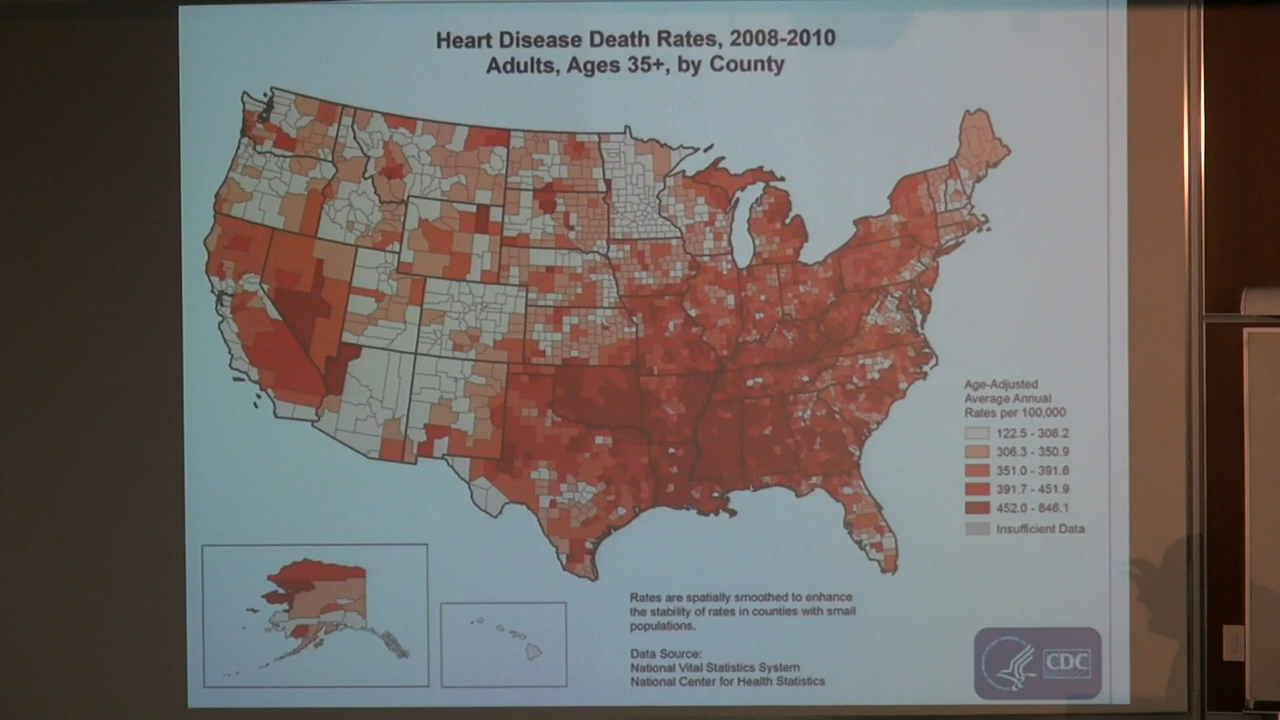 Heart Disease Death Rates, 2008-2010
Adults, Ages 35+, by County
Age-Adjusted
Average Annual
Rates per 100,000
122.5 - 306.2
306.3 - 350.9
351.0 - 391.6
391.7 - 451.9
452.0 - 846.1
Insufficient Data
Rates are spatially smoothed to enhance
the stability of rates in counties with small
populations.
Data Source:
National Vital Statistics System
National Center for Health Statistics
CDC